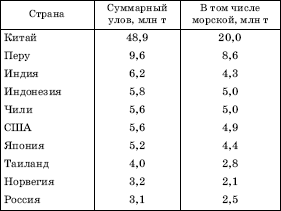 Страна Суммарный улов, млн т В том числе морской, млн т
Китай 48,9 20,0
Перу 9,6 8,6
Индия 6,2 4,3
Индонезия 5,8 5,0
Чили 5,6 5,0
США 5,6 4,9
Япония 5,2 4,4
Таиланд 4,0 2,8
Норвегия 3,2 2,1
Россия 3,1 2,5